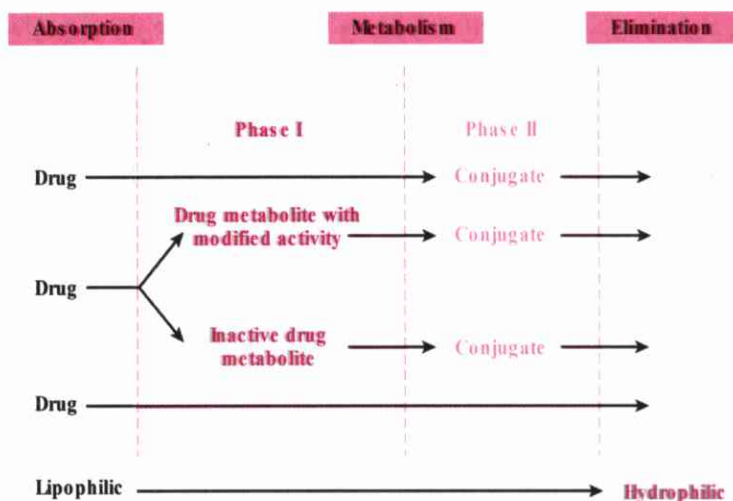 Absorption Metabolism Elimination
Phase I Phase II
Drug Conjugate
Drug metabolite with
modified activity Conjugate
Drug
Inactive drug
metabolite Conjugate
Drug
Lipophilic Hydrophilic